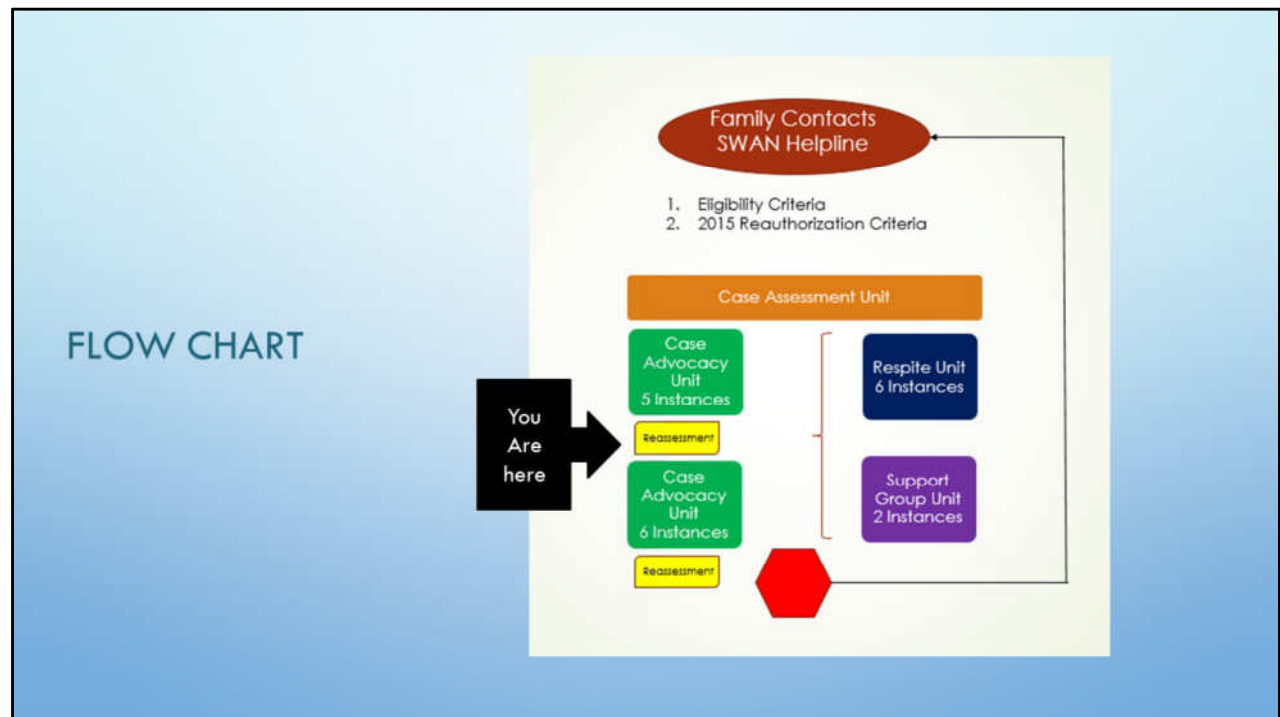 FLOW CHART
Family Contacts
SWAN Helpline
1. Eligibility Criteria
2. 2015 Reauthorization Criteria
Case Assessment Unit
Case
Advocacy
Unit
5 Instances
Respite Unit
6 Instances
You
Are
here
Reassessment
Case
Advocacy
Unit
6 Instances
Support
Group Unit
2 Instances
Reassessment